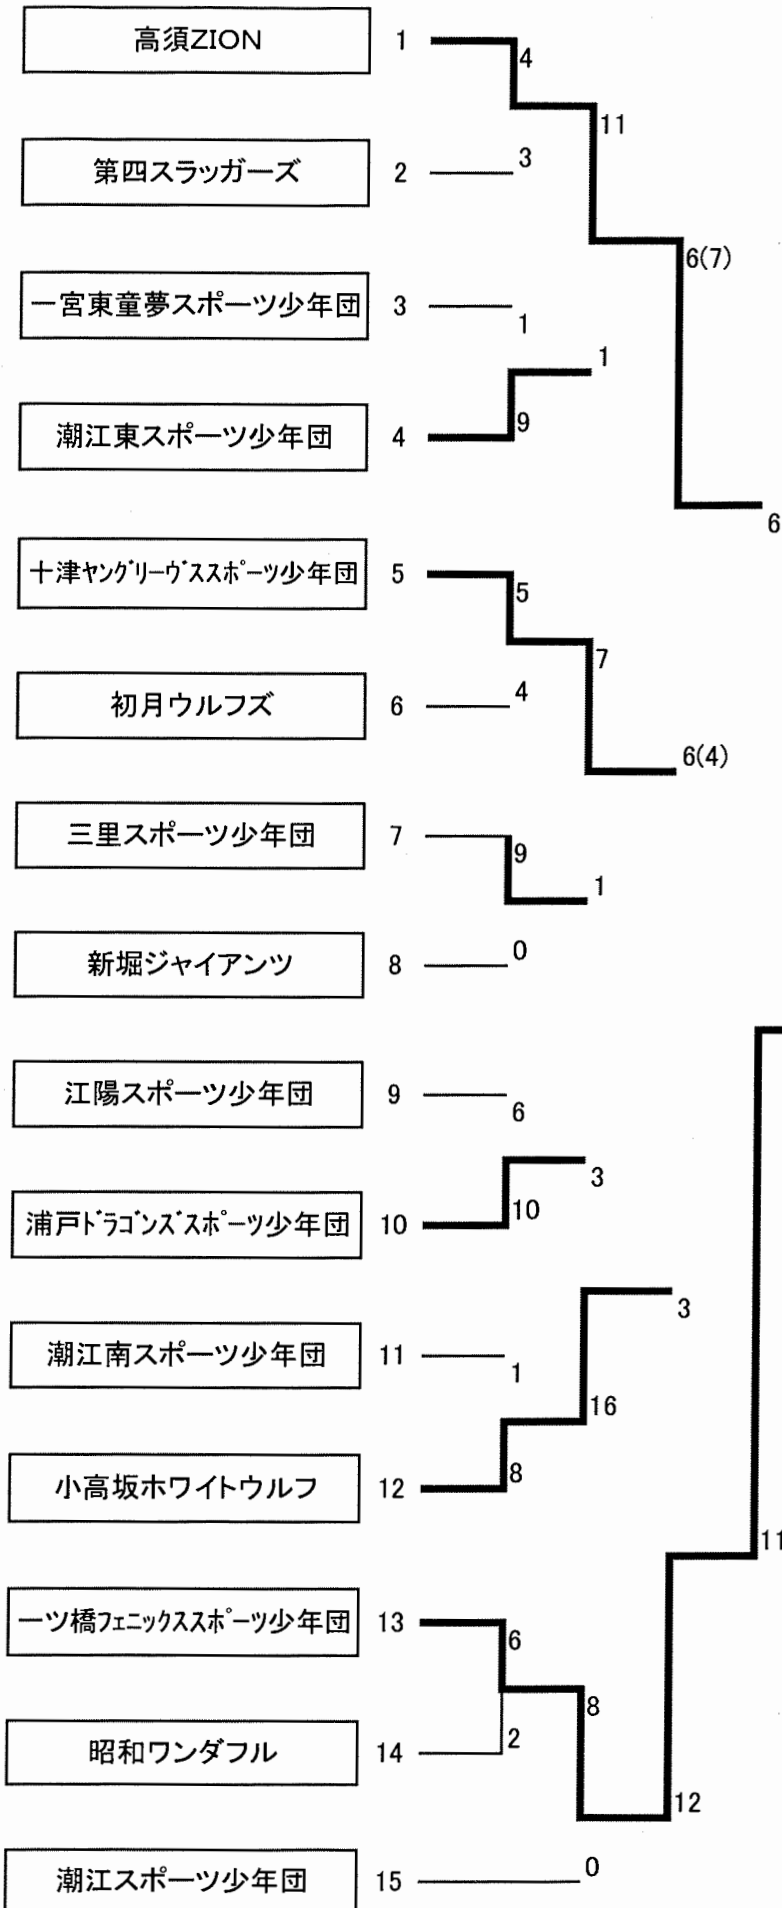 高須ZION 1
4
11
第四スラッガーズ 2
3
6(7)
一宮東童夢スポーツ少年団 3
1
1
潮江東スポーツ少年団 4
9
6
十津ヤングリーヴススポーツ少年団 5
5
7
初月ウルフズ 6
4
6(4)
三里スポーツ少年団 7
9
1
新堀ジャイアンツ 8
0
江陽スポーツ少年団 9
6
3
浦戸ドラゴンズスポーツ少年団 10
10
3
潮江南スポーツ少年団 11
1
16
小高坂ホワイトウルフ 12
8
11
一ツ橋フェニックススポーツ少年団 13
6
8
昭和ワンダフル 14
2
12
潮江スポーツ少年団 15
0